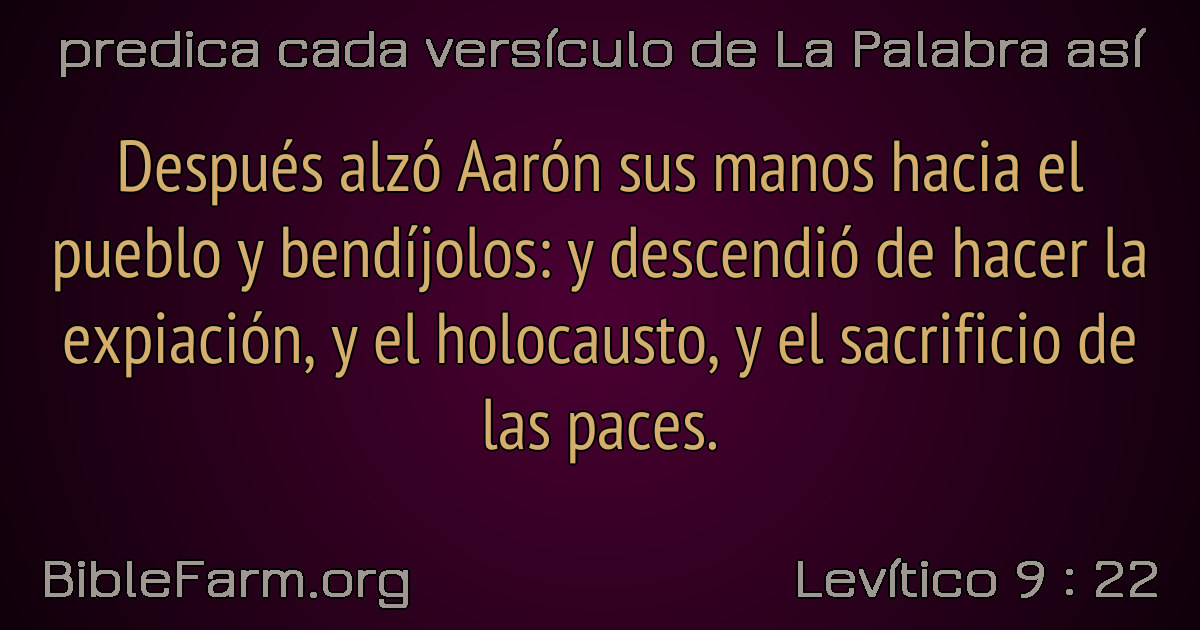 predica cada versículo de La Palabra así
Después alzó Aarón sus manos hacia el
pueblo y bendíjolos: y descendió de hacer la
expiación, y el holocausto, y el sacrificio de
las paces.
BibleFarm.org
Levítico 9 : 22